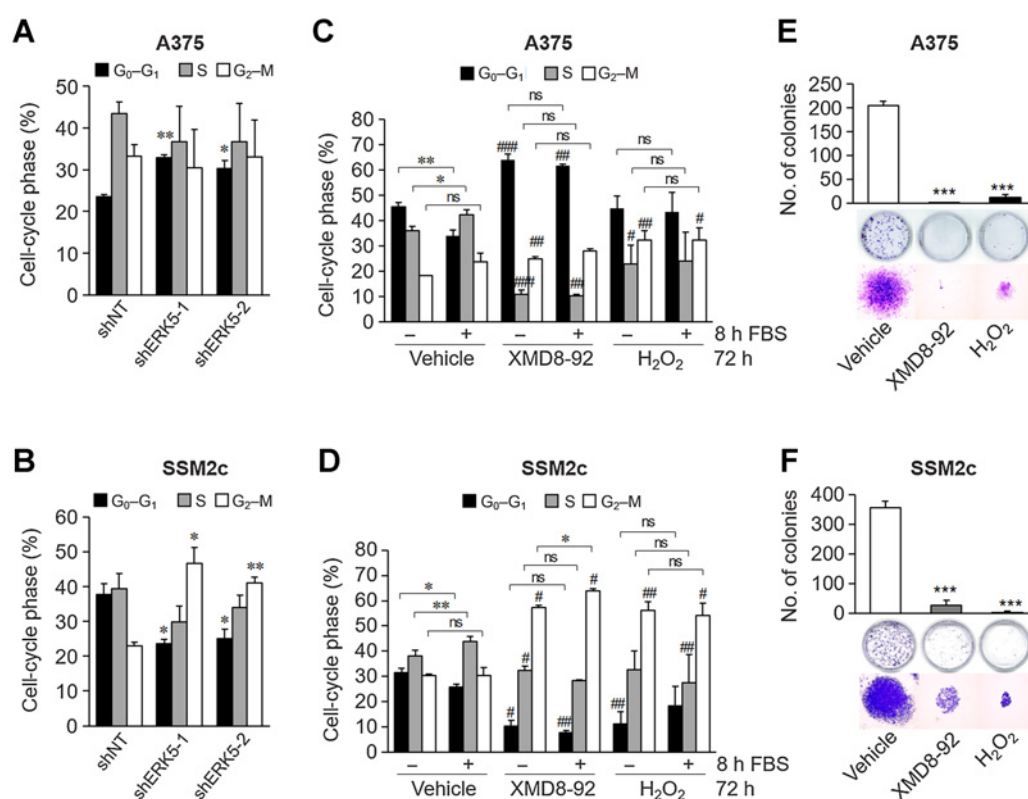 A
A375
G₀–G₁ S G₂–M
Cell-cycle phase (%)
50
40
30
20
10
0
**
*
shNT
shERK5-1
shERK5-2
B
SSM2c
G₀–G₁ S G₂–M
Cell-cycle phase (%)
60
50
40
30
20
10
0
*
*
*
**
shNT
shERK5-1
shERK5-2
C
A375
G₀–G₁ S G₂–M
Cell-cycle phase (%)
80
70
60
50
40
30
20
10
0
**
*
ns
ns
ns
ns
ns
ns
ns
###
##
##
###
##
#
##
#
– + – + – + 8 h FBS
Vehicle XMD8-92 H₂O₂ 72 h
D
SSM2c
G₀–G₁ S G₂–M
Cell-cycle phase (%)
80
70
60
50
40
30
20
10
0
*
**
ns
*
ns
ns
ns
ns
ns
#
#
#
##
#
##
##
##
#
– + – + – + 8 h FBS
Vehicle XMD8-92 H₂O₂ 72 h
E
A375
No. of colonies
250
200
150
100
50
0
***
***
Vehicle
XMD8-92
H₂O₂
F
SSM2c
No. of colonies
400
300
200
100
0
***
***
Vehicle
XMD8-92
H₂O₂